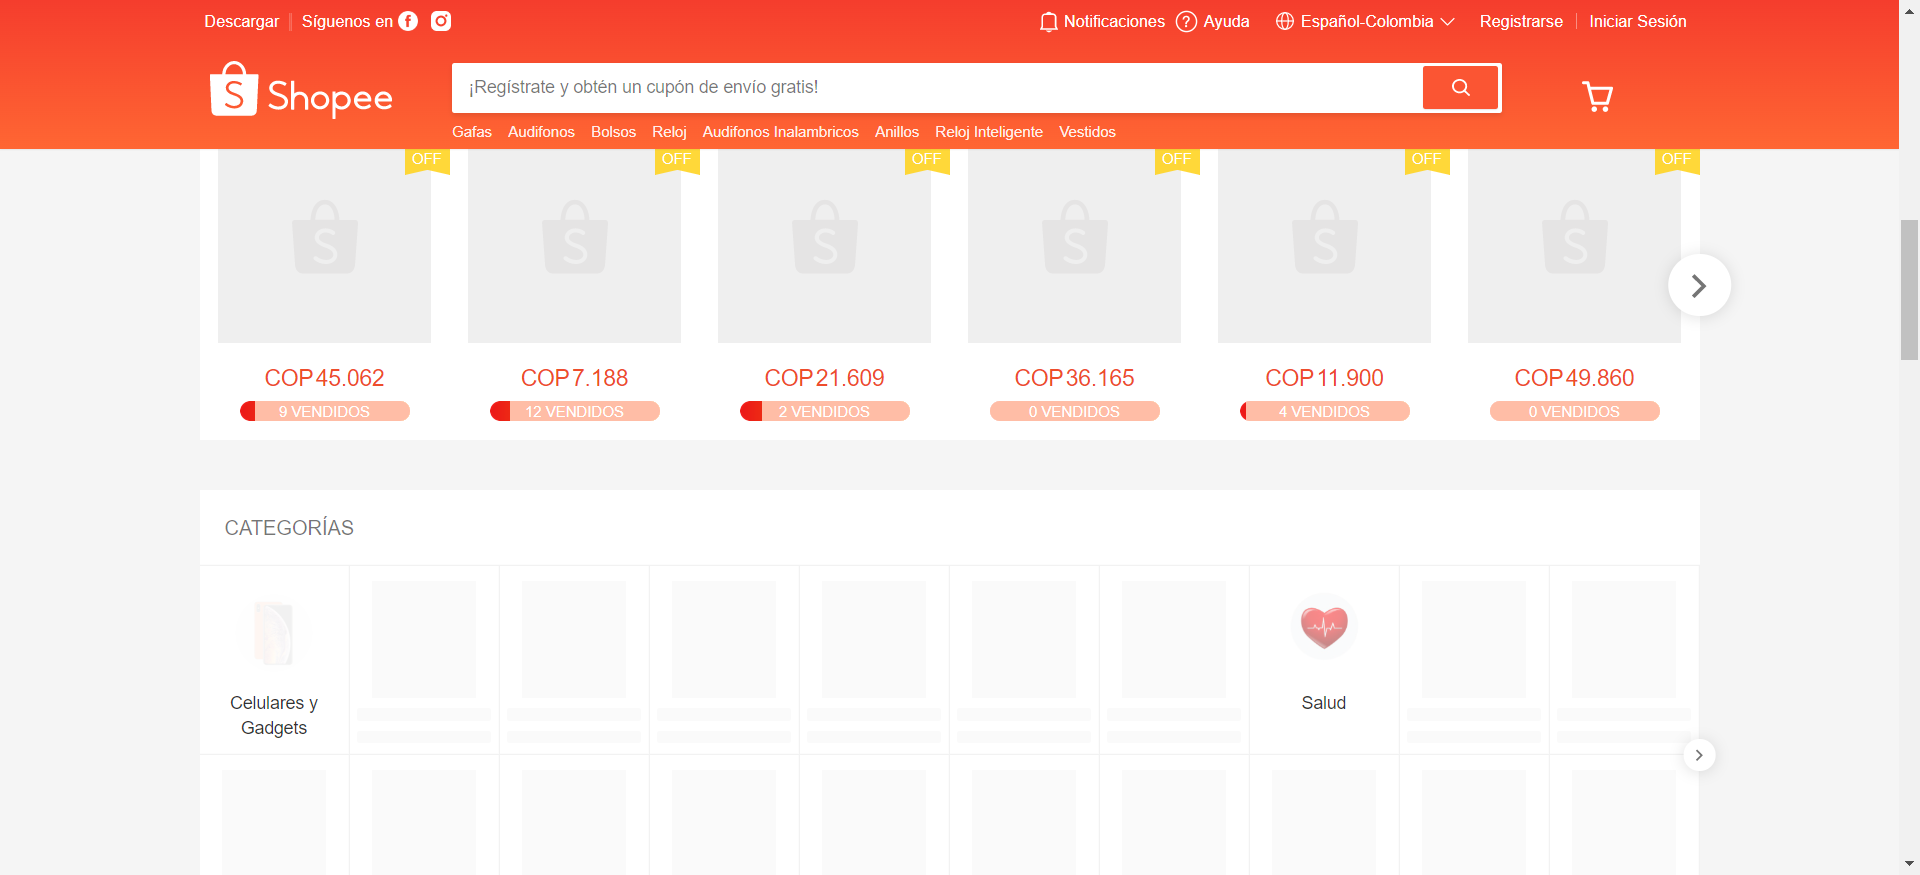 Descargar
Síguenos en
Notificaciones
Ayuda
Español-Colombia
Registrarse
Iniciar Sesión
Shopee
¡Regístrate y obtén un cupón de envío gratis!
Gafas Audifonos Bolsos Reloj Audifonos Inalambricos Anillos Reloj Inteligente Vestidos
OFF OFF OFF OFF OFF OFF
COP45.062 COP7.188 COP21.609 COP36.165 COP11.900 COP49.860
9 VENDIDOS 12 VENDIDOS 2 VENDIDOS 0 VENDIDOS 4 VENDIDOS 0 VENDIDOS
CATEGORÍAS
Celulares y
Gadgets
Salud